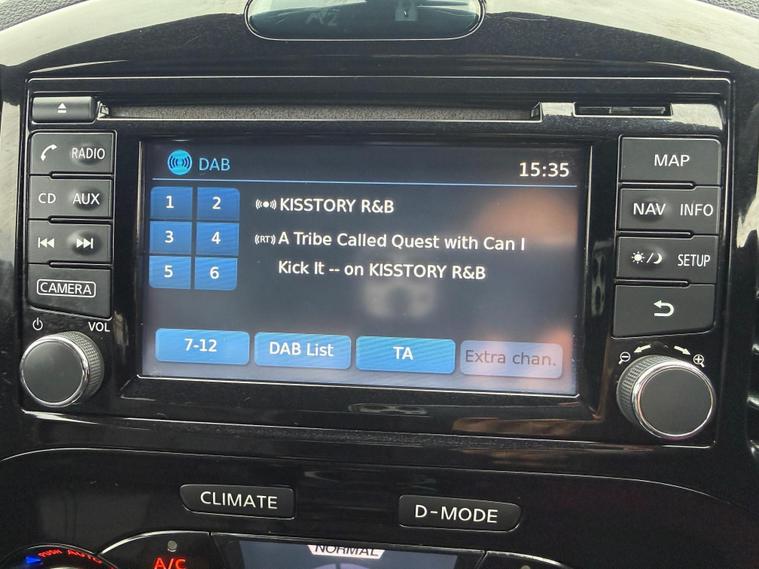 RADIO
CD AUX
CAMERA
VOL
DAB 15:35
1 2
3 4
5 6
KISSTORY R&B
(RT) A Tribe Called Quest with Can I
Kick It -- on KISSTORY R&B
7-12 DAB List TA Extra chan.
MAP
NAV INFO
SETUP
CLIMATE D-MODE
PUSH AUTO
A/C
NORMAL